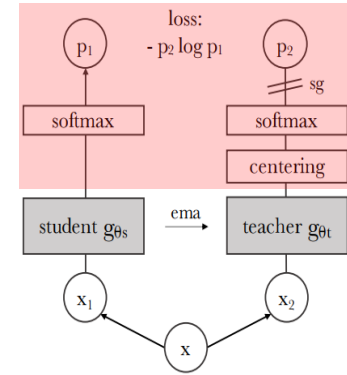 loss:
p₁
- p₂ log p₁
p₂
sg
softmax
softmax
centering
student gθs
ema
teacher gθt
x₁
x₂
x